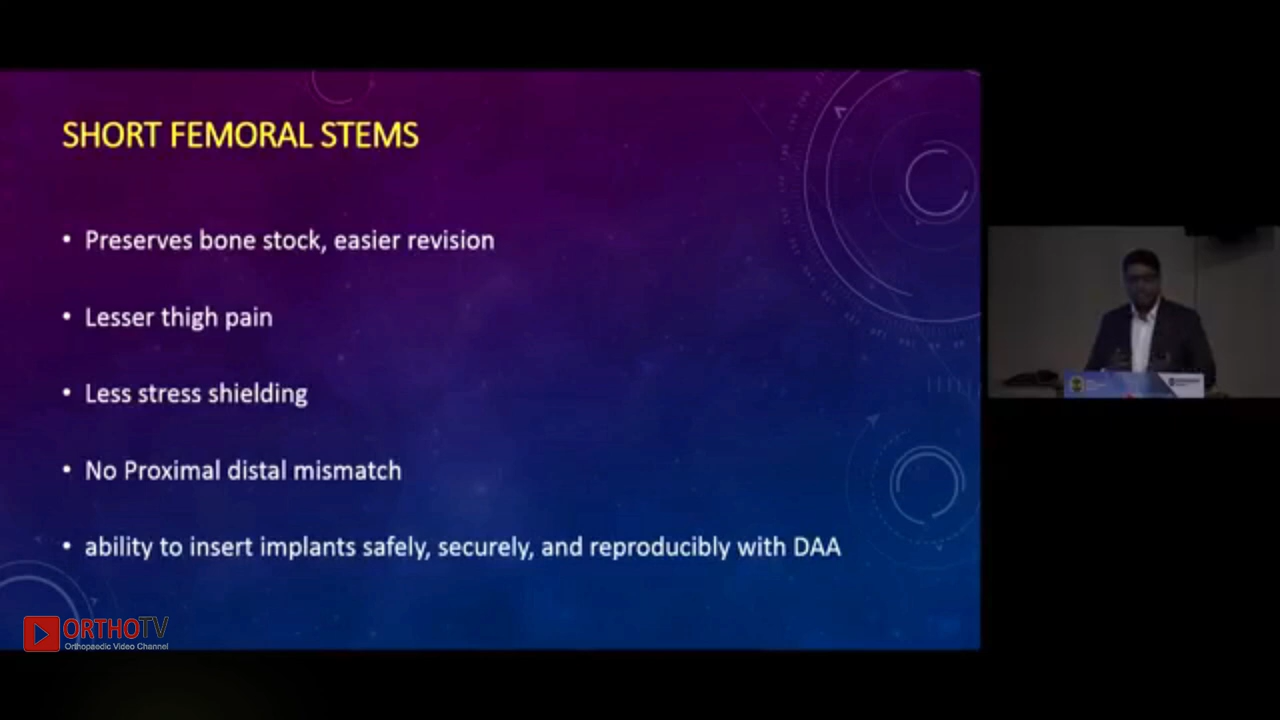 SHORT FEMORAL STEMS
• Preserves bone stock, easier revision
• Lesser thigh pain
• Less stress shielding
• No Proximal distal mismatch
• ability to insert implants safely, securely, and reproducibly with DAA
ORTHOTV
Orthopaedic Video Channel